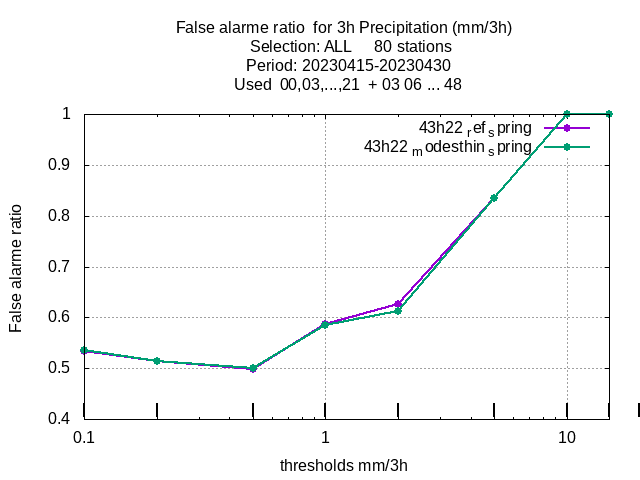 False alarme ratio  for 3h Precipitation (mm/3h)
Selection: ALL     80 stations
Period: 20230415-20230430
Used  00,03,...,21  + 03 06 ... 48
43h22 ref spring
43h22 modesthin spring
1
0.9
0.8
0.7
0.6
0.5
0.4
False alarme ratio
0.1
1
10
thresholds mm/3h